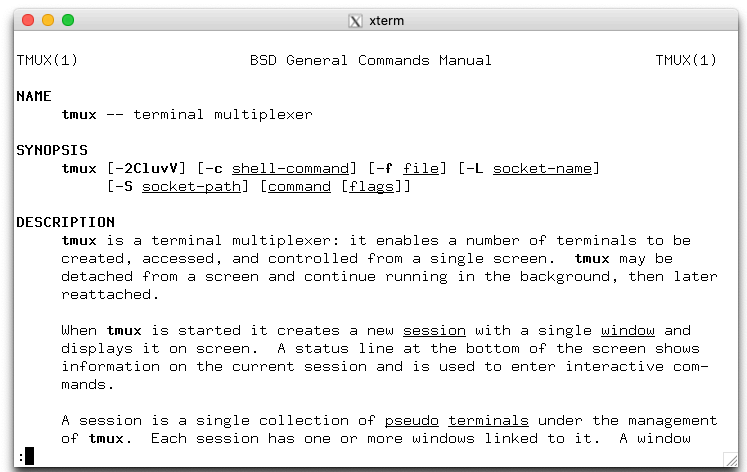 xterm
TMUX(1) BSD General Commands Manual TMUX(1)
NAME
tmux -- terminal multiplexer
SYNOPSIS
tmux [-2CluvV] [-c shell-command] [-f file] [-L socket-name]
[-S socket-path] [command [flags]]
DESCRIPTION
tmux is a terminal multiplexer: it enables a number of terminals to be
created, accessed, and controlled from a single screen. tmux may be
detached from a screen and continue running in the background, then later
reattached.
When tmux is started it creates a new session with a single window and
displays it on screen. A status line at the bottom of the screen shows
information on the current session and is used to enter interactive com-
mands.
A session is a single collection of pseudo terminals under the management
of tmux. Each session has one or more windows linked to it. A window
: